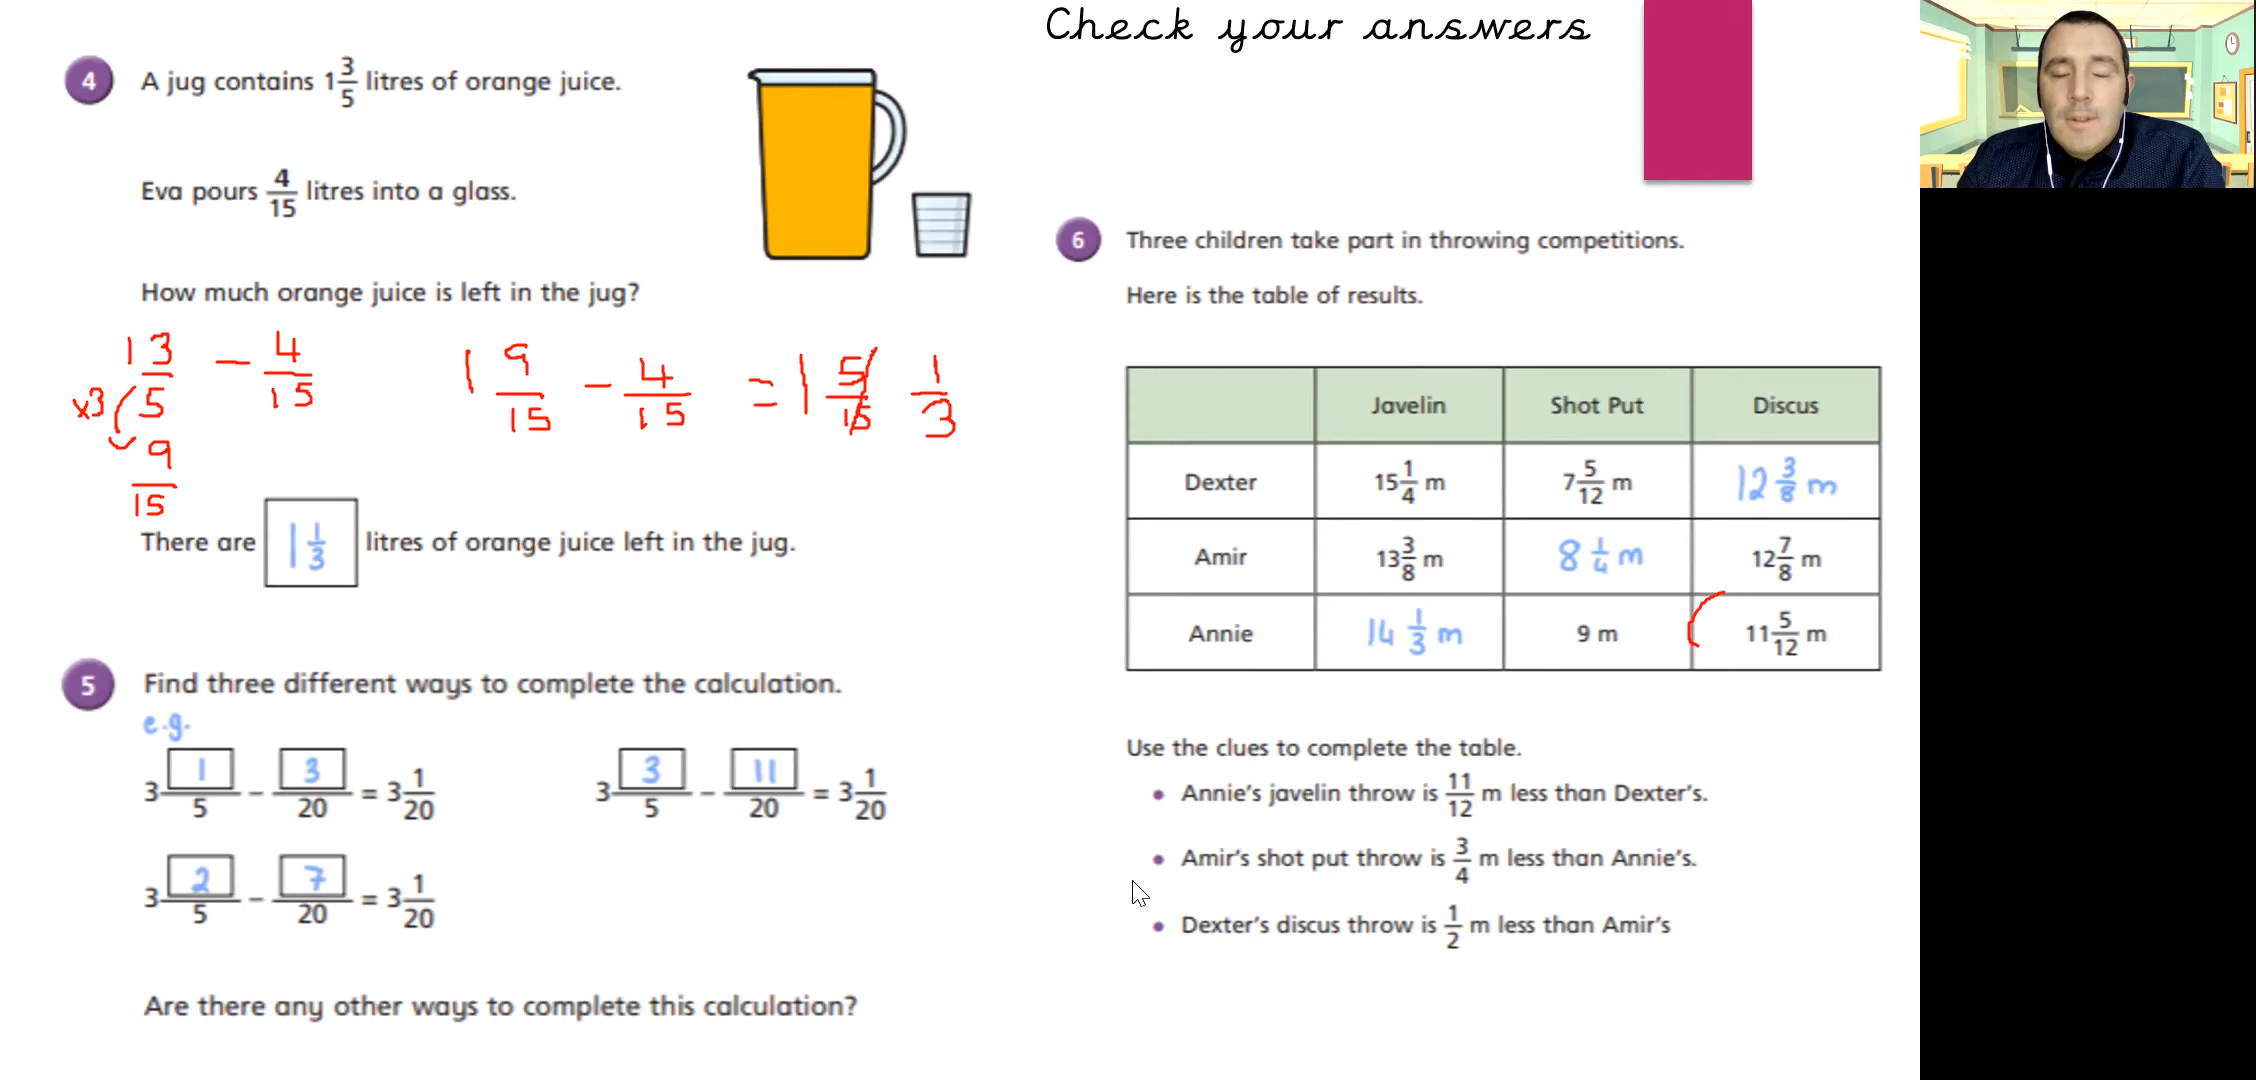 Check your answers
4 A jug contains 1 3/5 litres of orange juice.
Eva pours 4/15 litres into a glass.
How much orange juice is left in the jug?
1 3/5 - 4/15
x3
9/15
1 9/15 - 4/15 = 1 5/15 1/3
There are 1 1/3 litres of orange juice left in the jug.
5 Find three different ways to complete the calculation.
e.g.
3 1/5 - 3/20 = 3 1/20
3 3/5 - 11/20 = 3 1/20
3 2/5 - 7/20 = 3 1/20
Are there any other ways to complete this calculation?
6 Three children take part in throwing competitions.
Here is the table of results.
Javelin Shot Put Discus
Dexter 15 1/4 m 7 5/12 m 12 3/8 m
Amir 13 3/8 m 8 1/4 m 12 7/8 m
Annie 14 1/3 m 9 m 11 5/12 m
Use the clues to complete the table.
• Annie's javelin throw is 11/12 m less than Dexter's.
• Amir's shot put throw is 3/4 m less than Annie's.
• Dexter's discus throw is 1/2 m less than Amir's